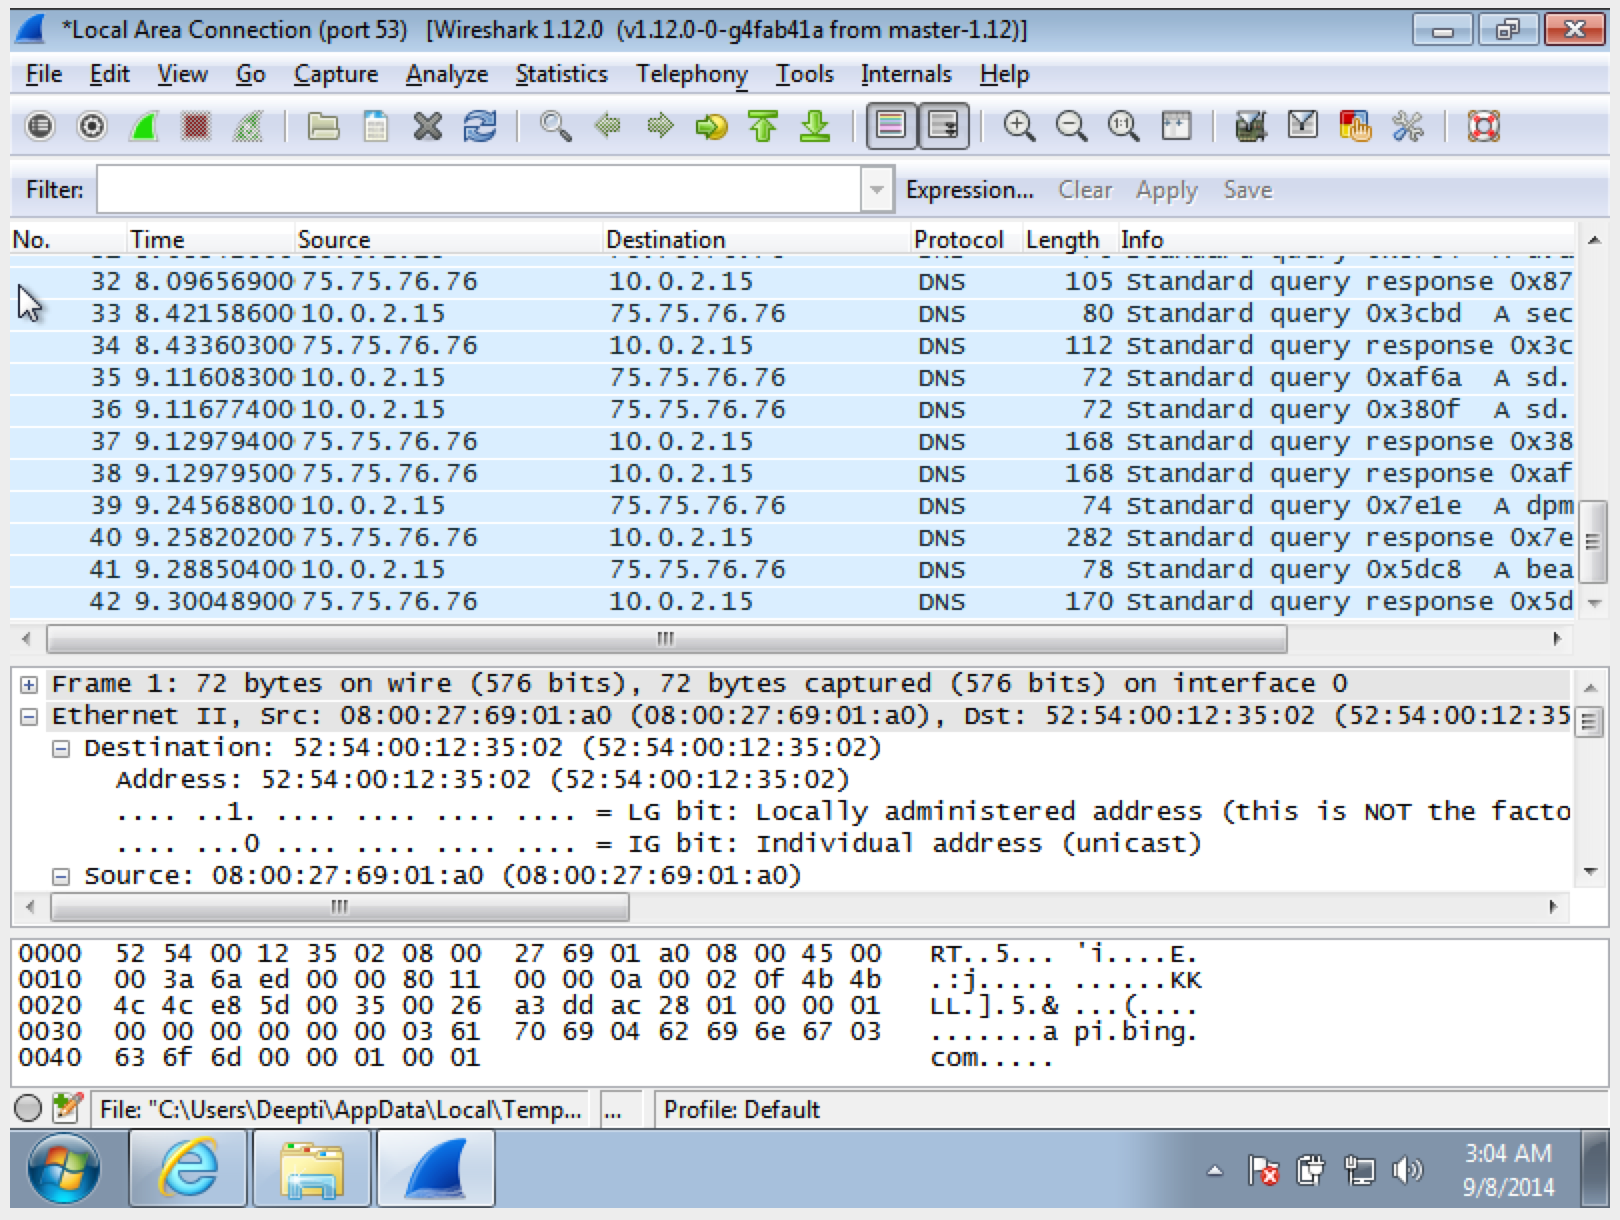 *Local Area Connection (port 53) [Wireshark 1.12.0 (v1.12.0-0-g4fab41a from master-1.12)]
File Edit View Go Capture Analyze Statistics Telephony Tools Internals Help
Filter: Expression... Clear Apply Save
No. Time Source Destination Protocol Length Info
32 8.09656900 75.75.76.76 10.0.2.15 DNS 105 Standard query response 0x87
33 8.42158600 10.0.2.15 75.75.76.76 DNS 80 Standard query 0x3cbd A sec
34 8.43360300 75.75.76.76 10.0.2.15 DNS 112 Standard query response 0x3c
35 9.11608300 10.0.2.15 75.75.76.76 DNS 72 Standard query 0xaf6a A sd.
36 9.11677400 10.0.2.15 75.75.76.76 DNS 72 Standard query 0x380f A sd.
37 9.12979400 75.75.76.76 10.0.2.15 DNS 168 Standard query response 0x38
38 9.12979500 75.75.76.76 10.0.2.15 DNS 168 Standard query response 0xaf
39 9.24568800 10.0.2.15 75.75.76.76 DNS 74 Standard query 0x7e1e A dpm
40 9.25820200 75.75.76.76 10.0.2.15 DNS 282 Standard query response 0x7e
41 9.28850400 10.0.2.15 75.75.76.76 DNS 78 Standard query 0x5dc8 A bea
42 9.30048900 75.75.76.76 10.0.2.15 DNS 170 Standard query response 0x5d
Frame 1: 72 bytes on wire (576 bits), 72 bytes captured (576 bits) on interface 0
Ethernet II, Src: 08:00:27:69:01:a0 (08:00:27:69:01:a0), Dst: 52:54:00:12:35:02 (52:54:00:12:35
Destination: 52:54:00:12:35:02 (52:54:00:12:35:02)
Address: 52:54:00:12:35:02 (52:54:00:12:35:02)
.... ..1. .... .... .... .... = LG bit: Locally administered address (this is NOT the facto
.... ...0 .... .... .... .... = IG bit: Individual address (unicast)
Source: 08:00:27:69:01:a0 (08:00:27:69:01:a0)
0000 52 54 00 12 35 02 08 00 27 69 01 a0 08 00 45 00 RT..5... 'i....E.
0010 00 3a 6a ed 00 00 80 11 00 00 0a 00 02 0f 4b 4b .:j..... ......KK
0020 4c 4c e8 5d 00 35 00 26 a3 dd ac 28 01 00 00 01 LL.].5.& ...(....
0030 00 00 00 00 00 00 03 61 70 69 04 62 69 6e 67 03 .......a pi.bing.
0040 63 6f 6d 00 00 01 00 01 com.....
File: "C:\Users\Deepti\AppData\Local\Temp... ... Profile: Default
3:04 AM
9/8/2014